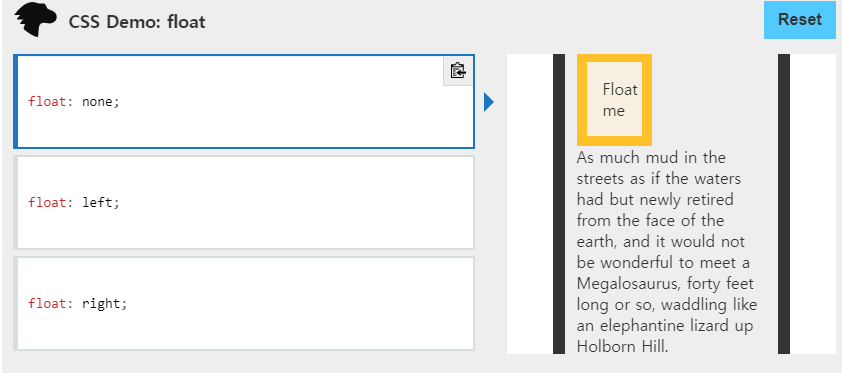 CSS Demo: float
Reset
float: none;
float: left;
float: right;
Float
me
As much mud in the
streets as if the waters
had but newly retired
from the face of the
earth, and it would not
be wonderful to meet a
Megalosaurus, forty feet
long or so, waddling like
an elephantine lizard up
Holborn Hill.